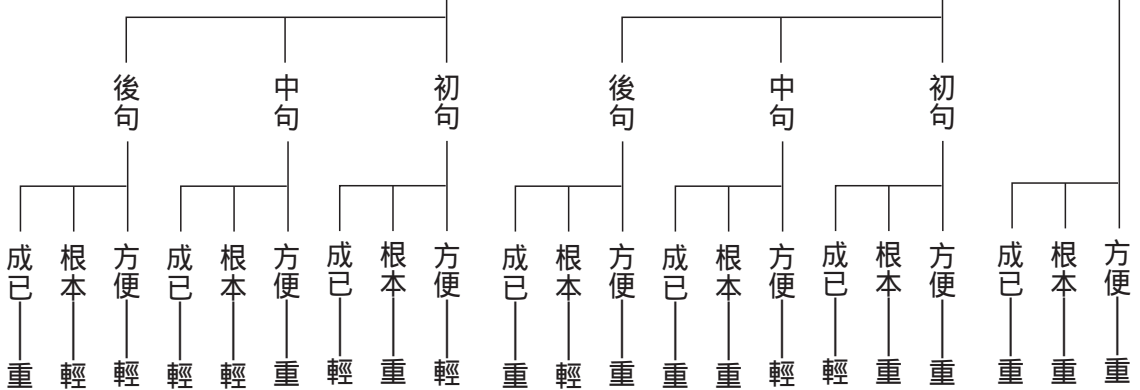 方便 重
根本 重
成已 重
初句
方便 重
根本 重
成已 輕
中句
方便 輕
根本 重
成已 重
後句
方便 重
根本 輕
成已 重
初句
方便 輕
根本 重
成已 輕
中句
方便 重
根本 輕
成已 輕
後句
方便 輕
根本 輕
成已 重